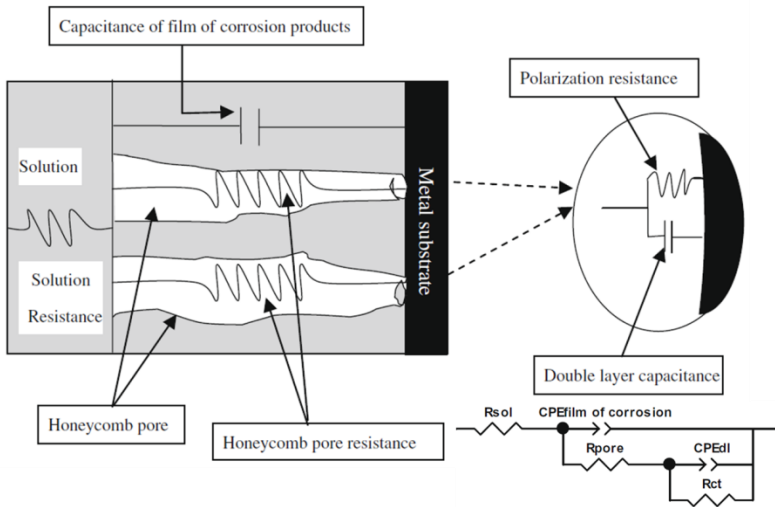 Capacitance of film of corrosion products
Polarization resistance
Solution
Metal substrate
Solution
Resistance
Double layer capacitance
Honeycomb pore
Honeycomb pore resistance
Rsol
CPEfilm of corrosion
Rpore
CPEdl
Rct